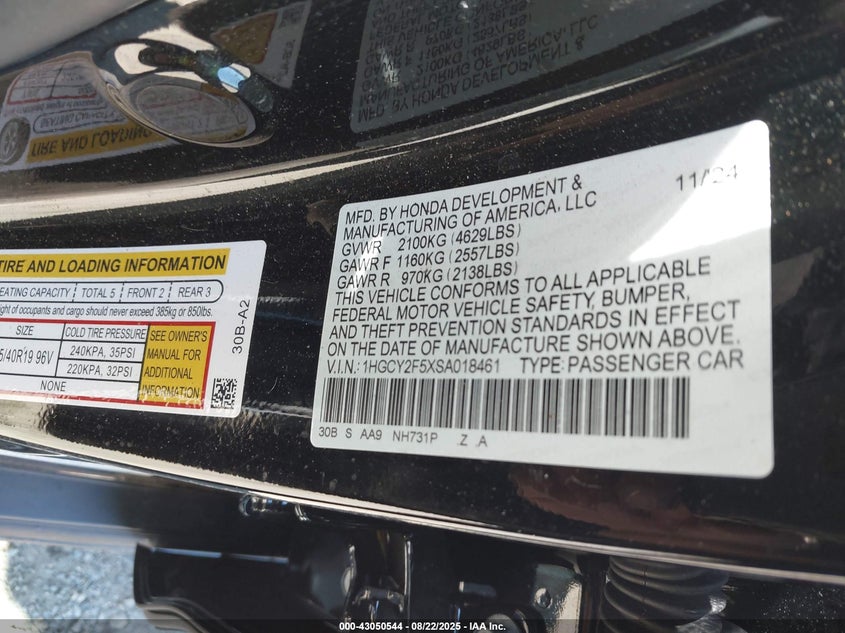 11/24
MFD. BY HONDA DEVELOPMENT &
MANUFACTURING OF AMERICA, LLC
GVWR 2100KG (4629LBS)
GAWR F 1160KG (2557LBS)
GAWR R 970KG (2138LBS)
THIS VEHICLE CONFORMS TO ALL APPLICABLE
FEDERAL MOTOR VEHICLE SAFETY, BUMPER,
AND THEFT PREVENTION STANDARDS IN EFFECT
ON THE DATE OF MANUFACTURE SHOWN ABOVE.
V.I.N.: 1HGCY2F5XSA018461 TYPE: PASSENGER CAR
30B S AA9 NH731P Z .A
TIRE AND LOADING INFORMATION
SEATING CAPACITY TOTAL 5 FRONT 2 REAR 3
ght of occupants and cargo should never exceed 385kg or 850lbs.
SIZE COLD TIRE PRESSURE
5/40R19 96V 240KPA, 35PSI
220KPA, 32PSI
NONE
SEE OWNER'S
MANUAL FOR
ADDITIONAL
INFORMATION
30B-A2
000-43050544 - 08/22/2025 - IAA Inc.